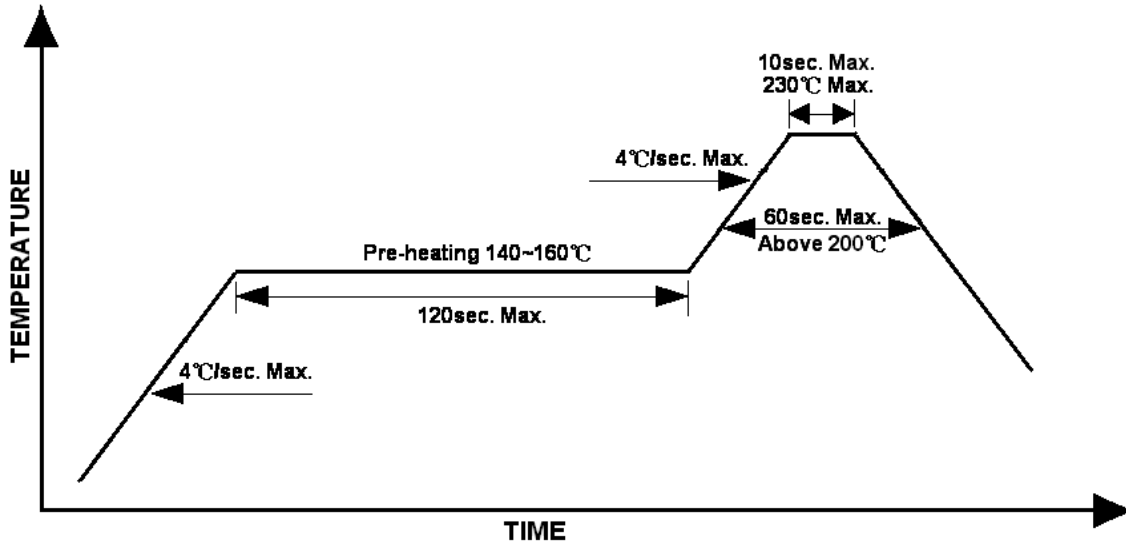 10sec. Max.
230℃ Max.
4℃/sec. Max.
60sec. Max.
Above 200℃
Pre-heating 140~160℃
120sec. Max.
4℃/sec. Max.
TEMPERATURE
TIME